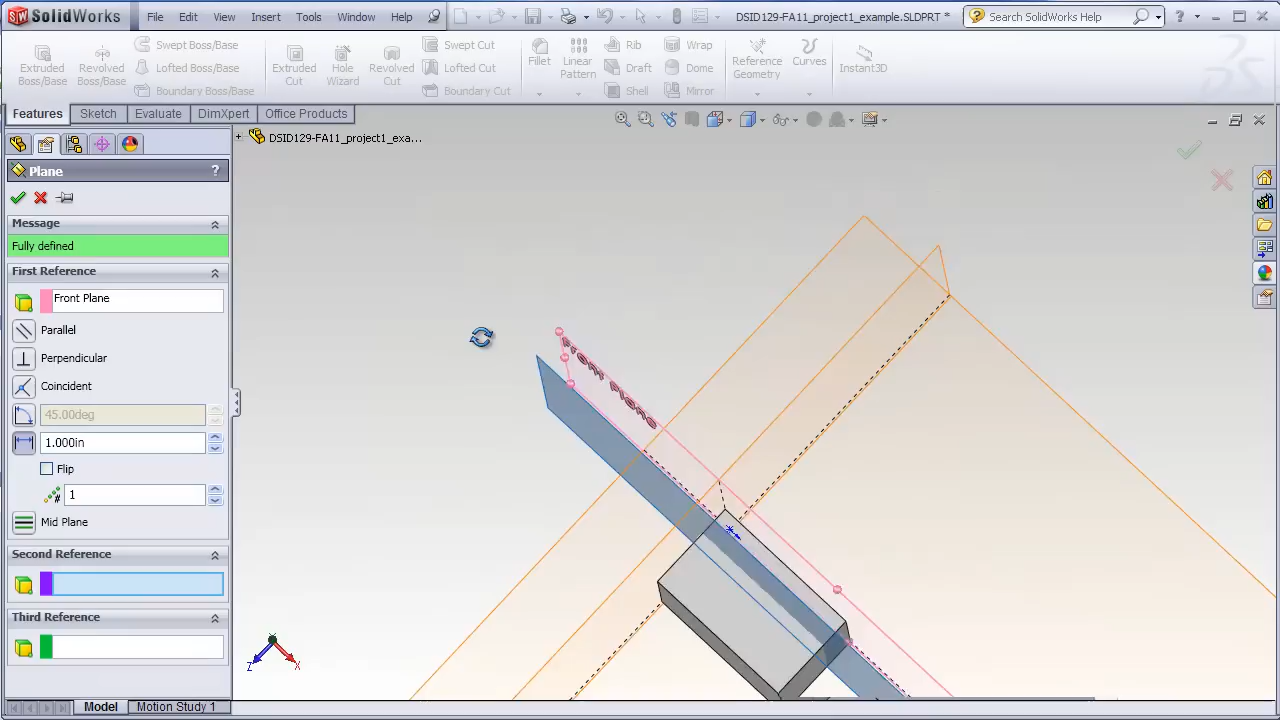 SolidWorks File Edit View Insert Tools Window Help DSID129-FA11_project1_example.SLDPRT * Search SolidWorks Help ?
Extruded Boss/Base Revolved Boss/Base Swept Boss/Base Lofted Boss/Base Boundary Boss/Base Extruded Cut Hole Wizard Revolved Cut Swept Cut Lofted Cut Boundary Cut Fillet Linear Pattern Rib Draft Shell Wrap Dome Mirror Reference Geometry Curves Instant3D
Features Sketch Evaluate DimXpert Office Products
DSID129-FA11_project1_exa...
Plane ?
Message
Fully defined
First Reference
Front Plane
Parallel
Perpendicular
Coincident
45.00deg
1.000in
Flip
# 1
Mid Plane
Second Reference
Third Reference
Z X
Model Motion Study 1